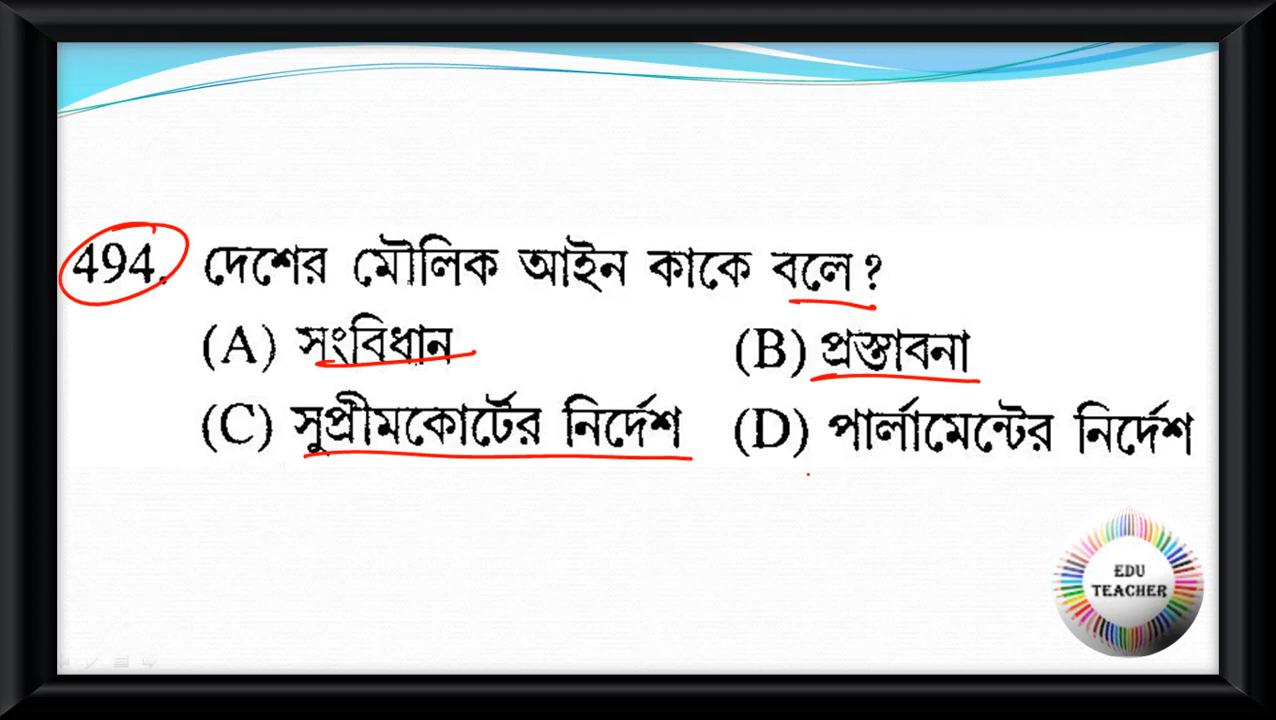 494. দেশের মৌলিক আইন কাকে বলে?
(A) সংবিধান (B) প্রস্তাবনা
(C) সুপ্রীমকোর্টের নির্দেশ (D) পার্লামেন্টের নির্দেশ
EDU
TEACHER